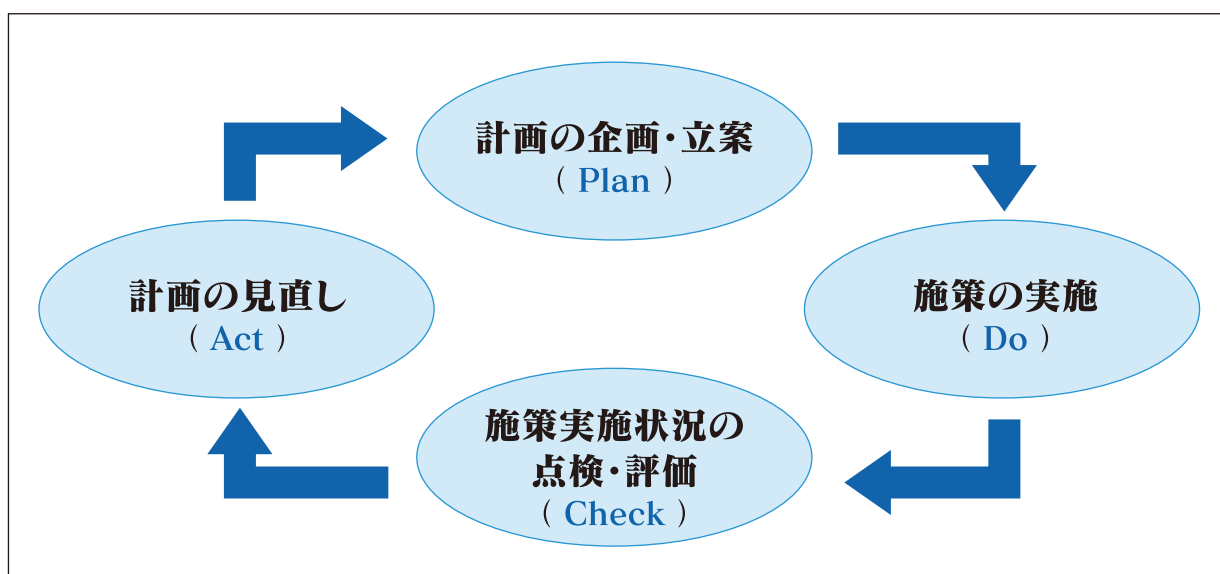 計画の企画・立案
( Plan )
施策の実施
( Do )
施策実施状況の
点検・評価
( Check )
計画の見直し
( Act )